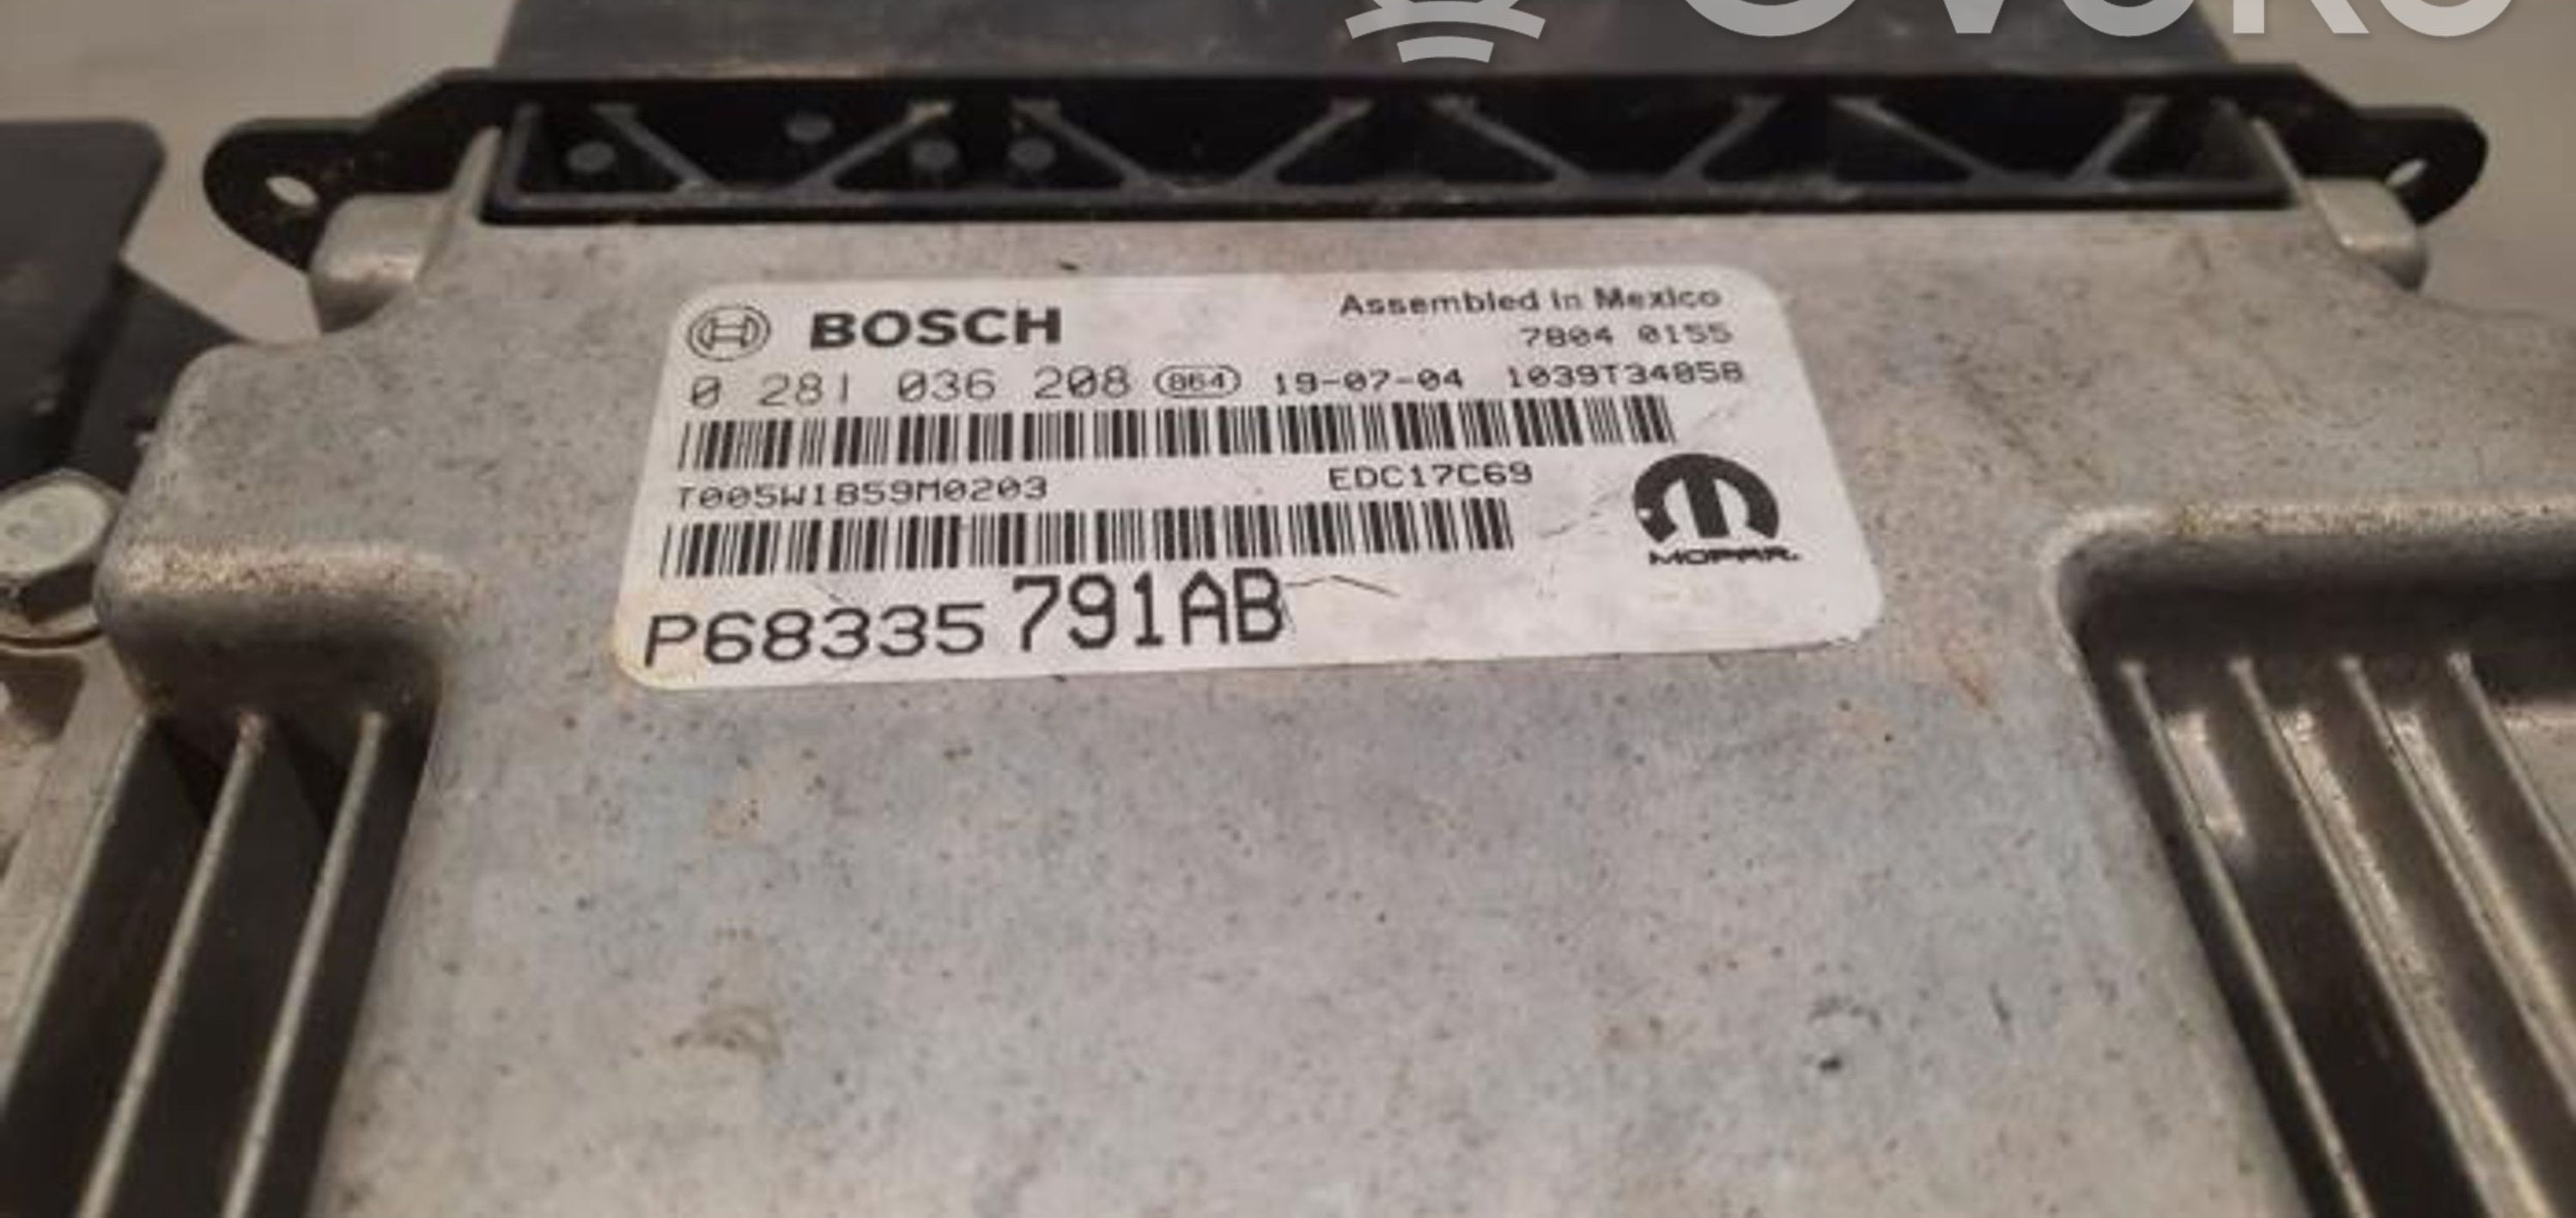 BOSCH
Assembled in Mexico
7804 0155
0 281 036 208 864 19-07-04 1039T34058
T005W1859M0203 EDC17C69
MOPAR.
P68335791AB